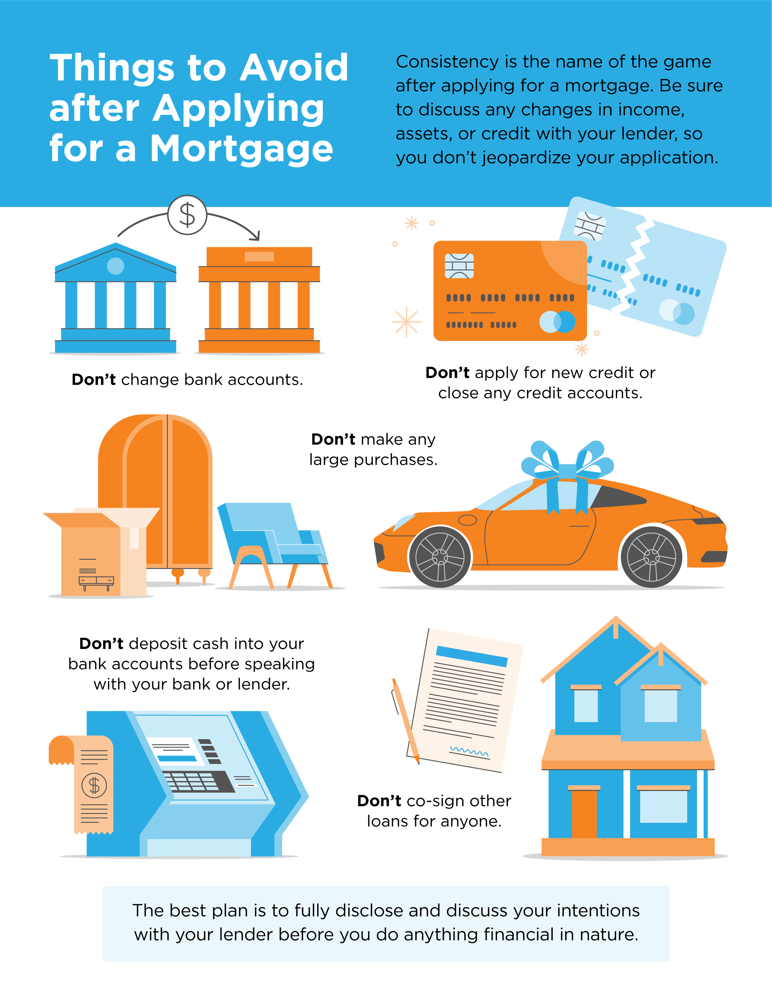 Things to Avoid
after Applying
for a Mortgage
Consistency is the name of the game
after applying for a mortgage. Be sure
to discuss any changes in income,
assets, or credit with your lender, so
you don’t jeopardize your application.
$
Don’t change bank accounts.
Don’t apply for new credit or
close any credit accounts.
Don’t make any
large purchases.
Don’t deposit cash into your
bank accounts before speaking
with your bank or lender.
$
Don’t co-sign other
loans for anyone.
The best plan is to fully disclose and discuss your intentions
with your lender before you do anything financial in nature.